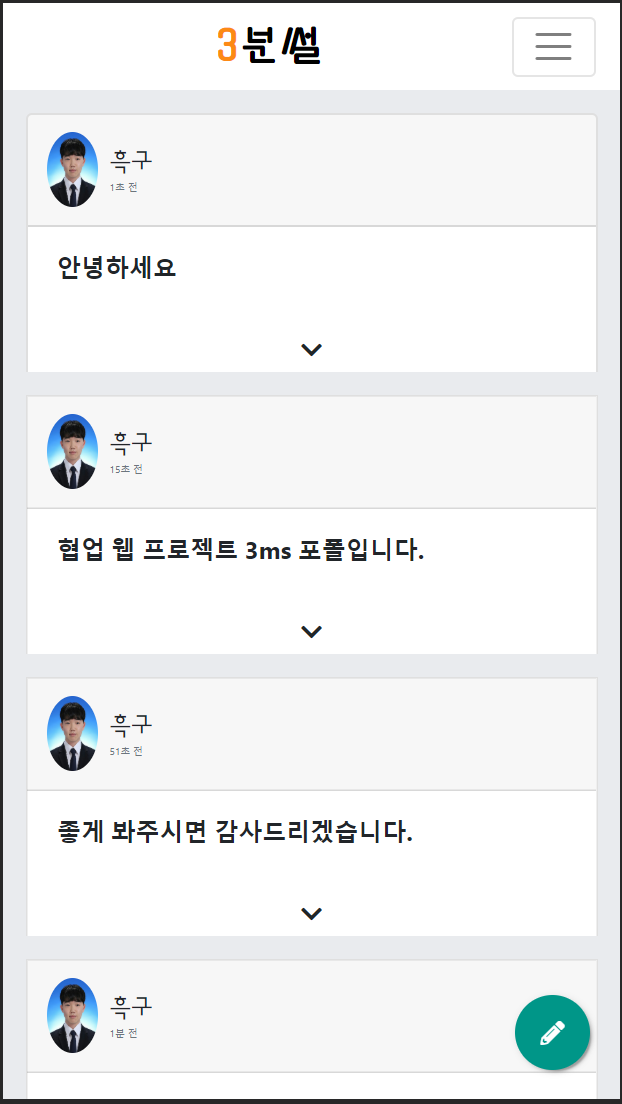 3분썰
흑구
1초 전
안녕하세요
흑구
15초 전
협업 웹 프로젝트 3ms 포폴입니다.
흑구
51초 전
좋게 봐주시면 감사드리겠습니다.
흑구
1분 전